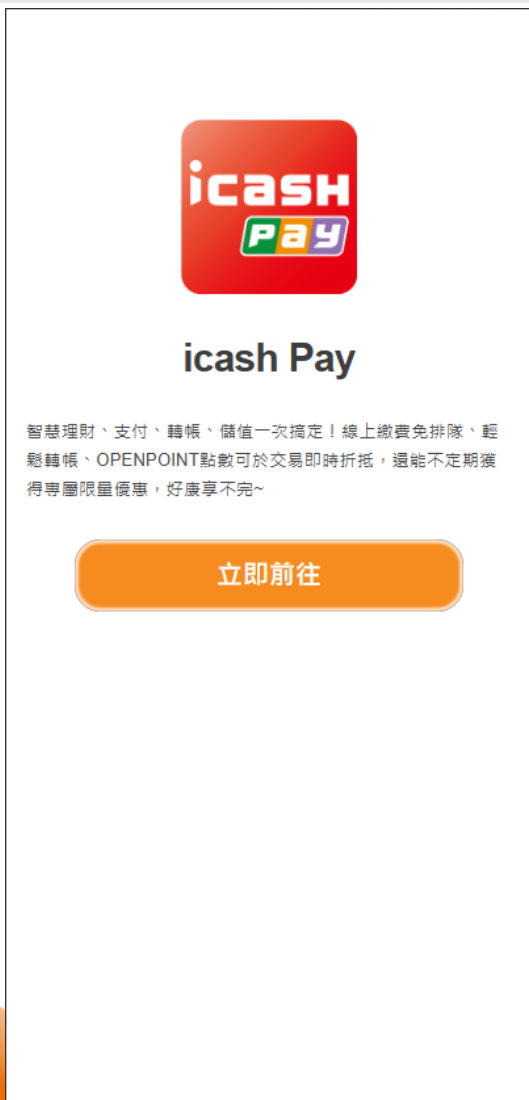 icash
Pay
icash Pay
智慧理財、支付、轉帳、儲值一次搞定！線上繳費免排隊、輕
鬆轉帳、OPENPOINT點數可於交易即時折抵，還能不定期獲
得專屬限量優惠，好康享不完~
立即前往